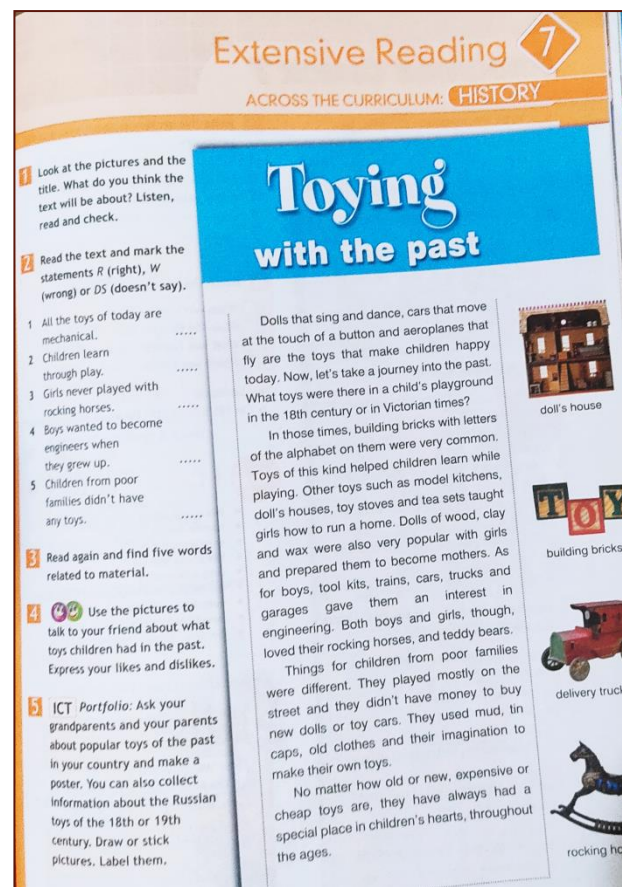 Extensive Reading 7
ACROSS THE CURRICULUM: HISTORY
1 Look at the pictures and the
title. What do you think the
text will be about? Listen,
read and check.
2 Read the text and mark the
statements R (right), W
(wrong) or DS (doesn't say).
1 All the toys of today are
mechanical. .....
2 Children learn
through play. .....
3 Girls never played with
rocking horses. .....
4 Boys wanted to become
engineers when
they grew up. .....
5 Children from poor
families didn't have
any toys. .....
3 Read again and find five words
related to material.
4 Use the pictures to
talk to your friend about what
toys children had in the past.
Express your likes and dislikes.
5 ICT Portfolio: Ask your
grandparents and your parents
about popular toys of the past
in your country and make a
poster. You can also collect
information about the Russian
toys of the 18th or 19th
century. Draw or stick
pictures. Label them.
Toying
with the past
Dolls that sing and dance, cars that move
at the touch of a button and aeroplanes that
fly are the toys that make children happy
today. Now, let's take a journey into the past.
What toys were there in a child's playground
in the 18th century or in Victorian times?
In those times, building bricks with letters
of the alphabet on them were very common.
Toys of this kind helped children learn while
playing. Other toys such as model kitchens,
doll's houses, toy stoves and tea sets taught
girls how to run a home. Dolls of wood, clay
and wax were also very popular with girls
and prepared them to become mothers. As
for boys, tool kits, trains, cars, trucks and
garages gave them an interest in
engineering. Both boys and girls, though,
loved their rocking horses, and teddy bears.
Things for children from poor families
were different. They played mostly on the
street and they didn't have money to buy
new dolls or toy cars. They used mud, tin
caps, old clothes and their imagination to
make their own toys.
No matter how old or new, expensive or
cheap toys are, they have always had a
special place in children's hearts, throughout
the ages.
doll's house
TOY
building bricks
delivery truck
rocking ho